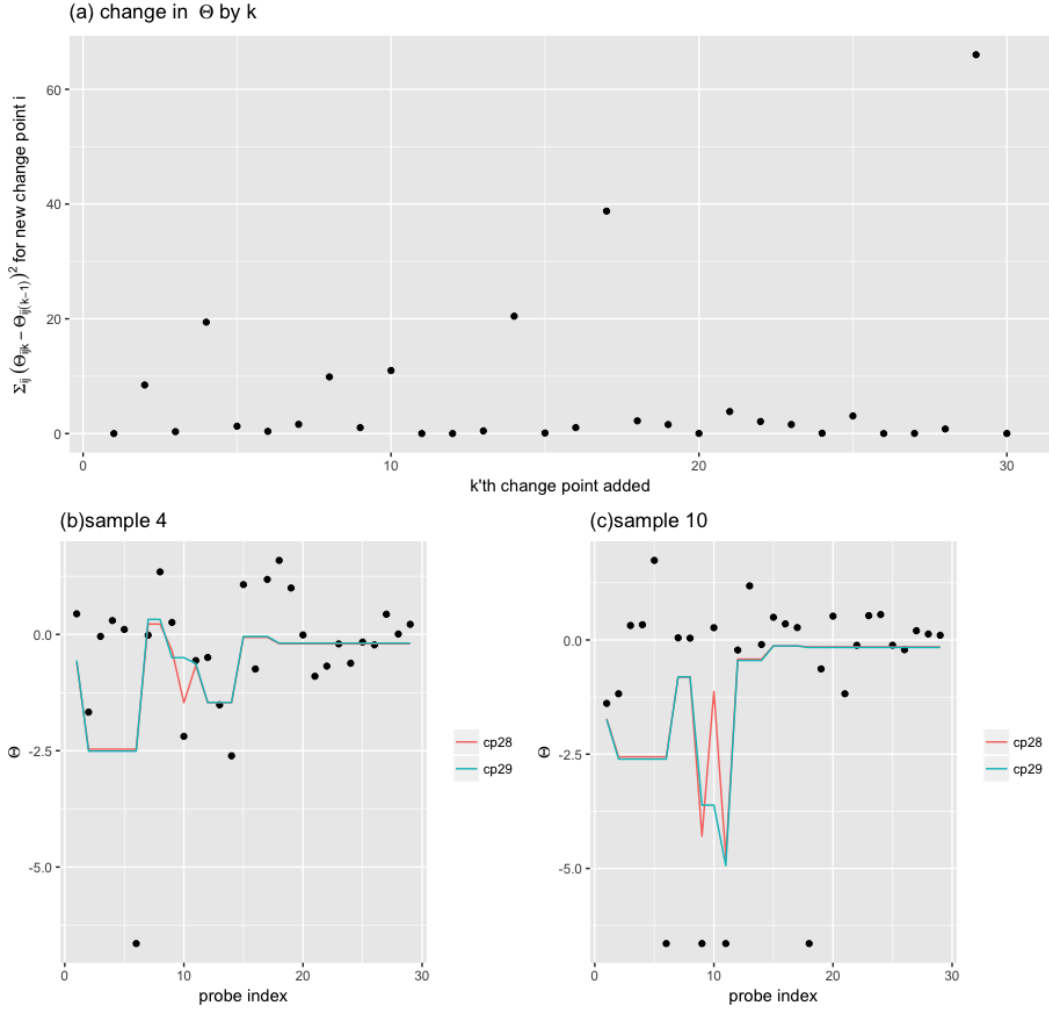 (a) change in Θ by k
Σij (Θijk − Θij(k−1))² for new change point i
60
40
20
0
0 10 20 30
k'th change point added
(b)sample 4
Θ
0.0
-2.5
-5.0
0 10 20 30
probe index
cp28
cp29
(c)sample 10
Θ
0.0
-2.5
-5.0
0 10 20 30
probe index
cp28
cp29